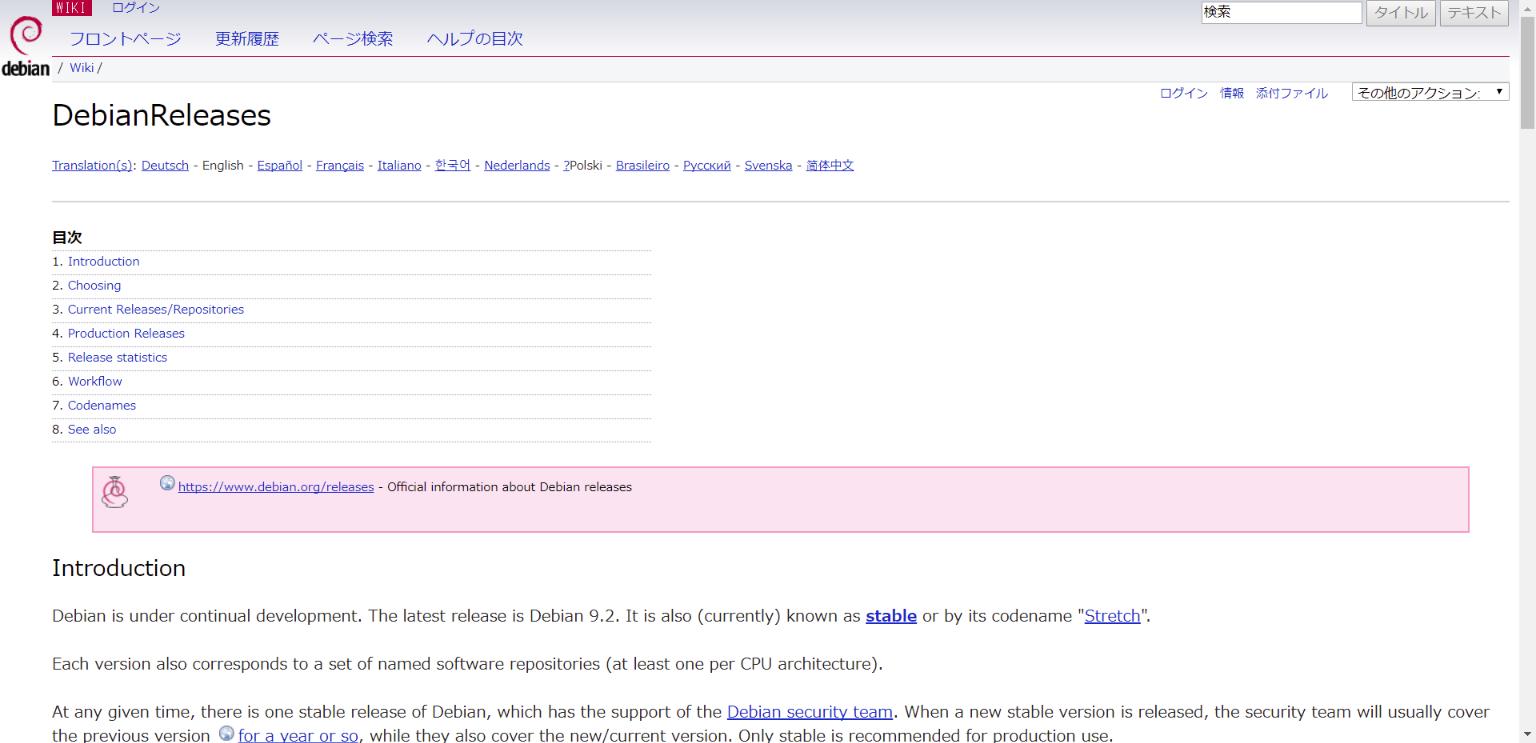 WIKI ログイン 検索 タイトル テキスト
フロントページ 更新履歴 ページ検索 ヘルプの目次
debian / Wiki /
ログイン 情報 添付ファイル その他のアクション:
DebianReleases
Translation(s): Deutsch - English - Español - Français - Italiano - 한국어 - Nederlands - ?Polski - Brasileiro - Русский - Svenska - 简体中文
目次
1. Introduction
2. Choosing
3. Current Releases/Repositories
4. Production Releases
5. Release statistics
6. Workflow
7. Codenames
8. See also
https://www.debian.org/releases - Official information about Debian releases
Introduction
Debian is under continual development. The latest release is Debian 9.2. It is also (currently) known as stable or by its codename "Stretch".
Each version also corresponds to a set of named software repositories (at least one per CPU architecture).
At any given time, there is one stable release of Debian, which has the support of the Debian security team. When a new stable version is released, the security team will usually cover
the previous version for a year or so, while they also cover the new/current version. Only stable is recommended for production use.